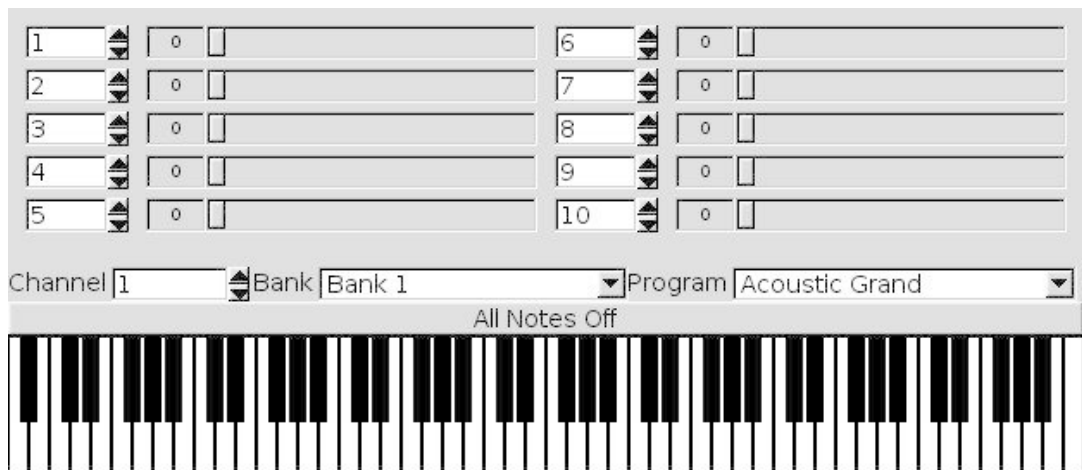 1 0 6 0
2 0 7 0
3 0 8 0
4 0 9 0
5 0 10 0
Channel 1 Bank Bank 1 Program Acoustic Grand
All Notes Off